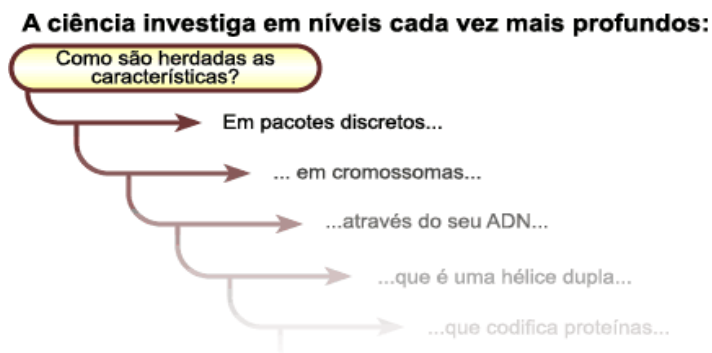 A ciência investiga em níveis cada vez mais profundos:
Como são herdadas as
características?
Em pacotes discretos...
... em cromossomas...
...através do seu ADN...
...que é uma hélice dupla...
...que codifica proteínas...